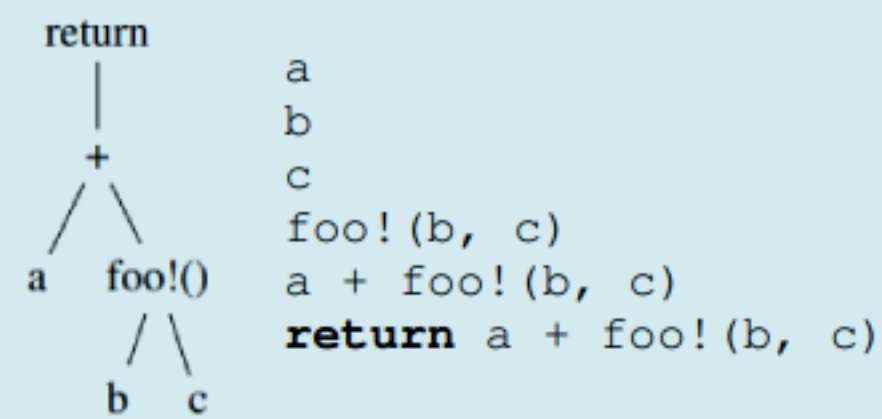 return
+
a foo!()
b c
a
b
c
foo!(b, c)
a + foo!(b, c)
return a + foo!(b, c)